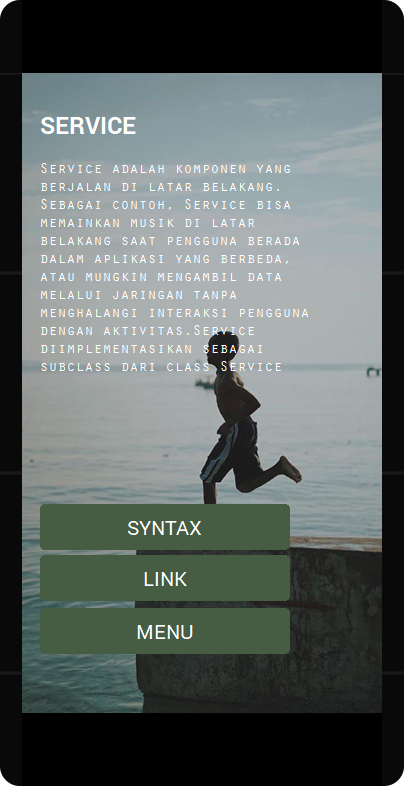 SERVICE
Service adalah komponen yang
berjalan di latar belakang.
Sebagai contoh, Service bisa
memainkan musik di latar
belakang saat pengguna berada
dalam aplikasi yang berbeda,
atau mungkin mengambil data
melalui jaringan tanpa
menghalangi interaksi pengguna
dengan aktivitas.Service
diimplementasikan sebagai
subclass dari class Service
SYNTAX
LINK
MENU